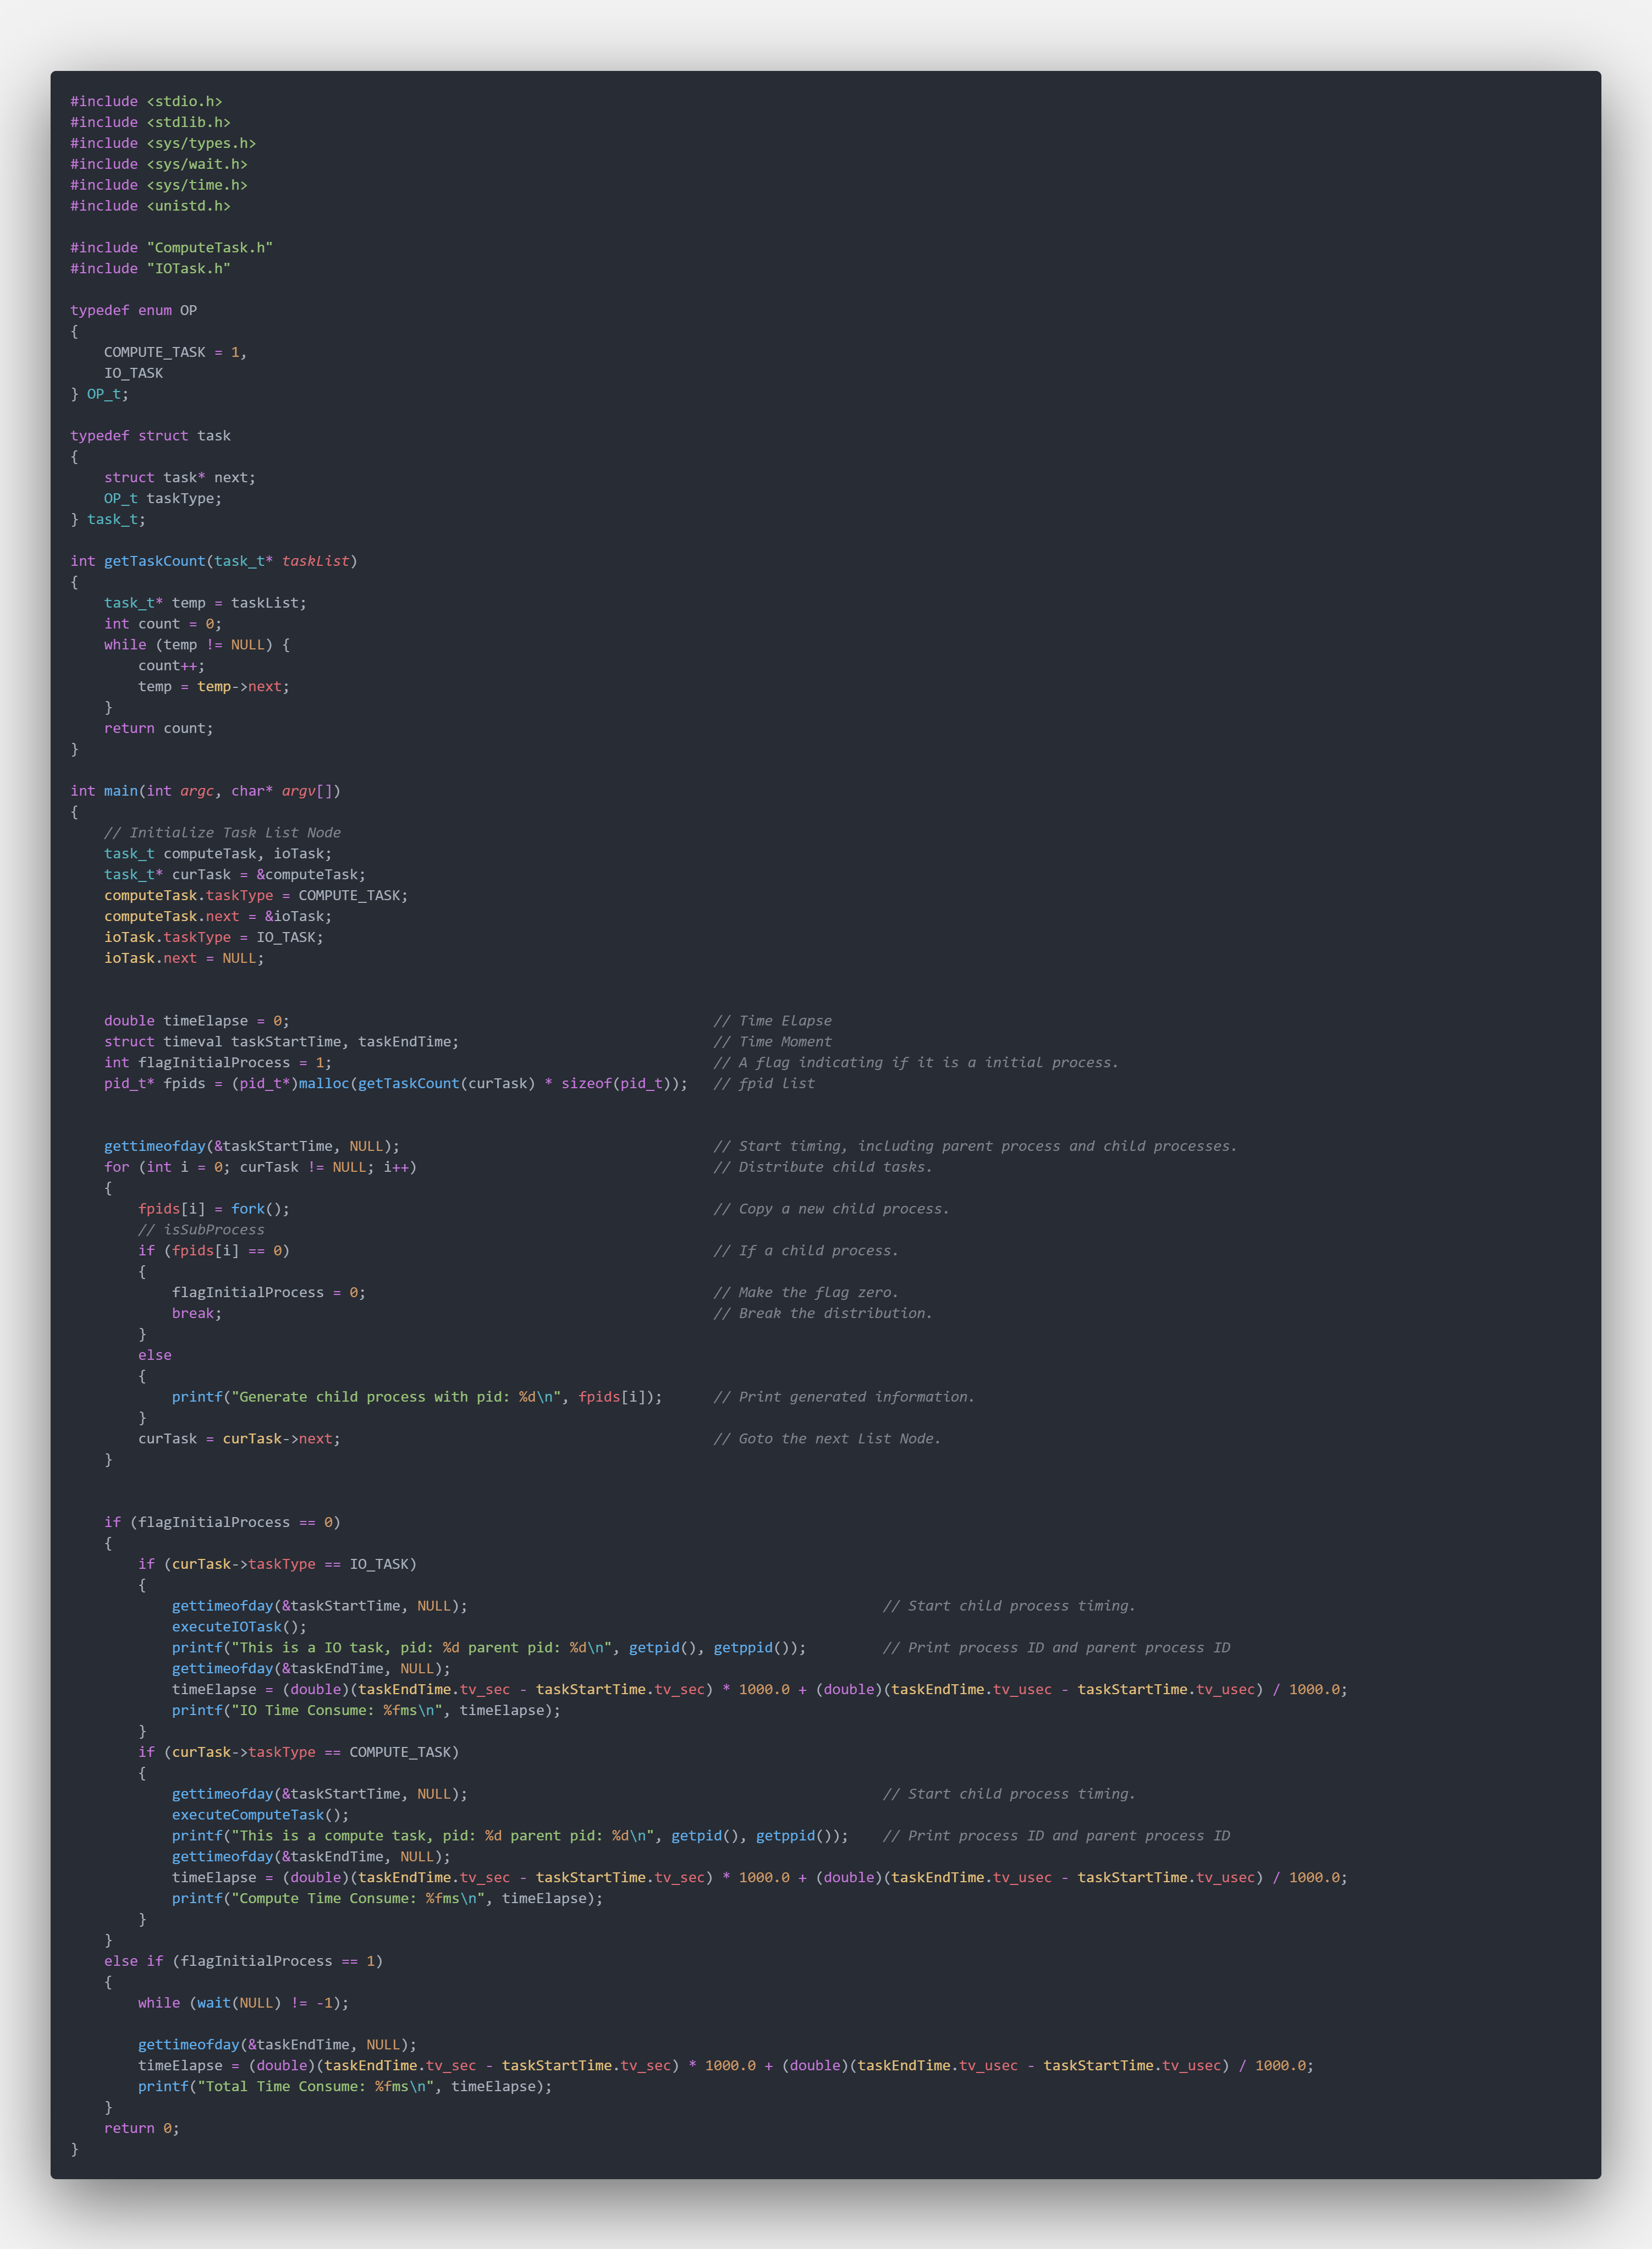 #include <stdio.h>
#include <stdlib.h>
#include <sys/types.h>
#include <sys/wait.h>
#include <sys/time.h>
#include <unistd.h>

#include "ComputeTask.h"
#include "IOTask.h"

typedef enum OP
{
    COMPUTE_TASK = 1,
    IO_TASK
} OP_t;

typedef struct task
{
    struct task* next;
    OP_t taskType;
} task_t;

int getTaskCount(task_t* taskList)
{
    task_t* temp = taskList;
    int count = 0;
    while (temp != NULL) {
        count++;
        temp = temp->next;
    }
    return count;
}

int main(int argc, char* argv[])
{
    // Initialize Task List Node
    task_t computeTask, ioTask;
    task_t* curTask = &computeTask;
    computeTask.taskType = COMPUTE_TASK;
    computeTask.next = &ioTask;
    ioTask.taskType = IO_TASK;
    ioTask.next = NULL;


    double timeElapse = 0;                                                  // Time Elapse
    struct timeval taskStartTime, taskEndTime;                              // Time Moment
    int flagInitialProcess = 1;                                             // A flag indicating if it is a initial process.
    pid_t* fpids = (pid_t*)malloc(getTaskCount(curTask) * sizeof(pid_t));   // fpid list


    gettimeofday(&taskStartTime, NULL);                                     // Start timing, including parent process and child processes.
    for (int i = 0; curTask != NULL; i++)                                   // Distribute child tasks.
    {
        fpids[i] = fork();                                                  // Copy a new child process.
        // isSubProcess
        if (fpids[i] == 0)                                                  // If a child process.
        {
            flagInitialProcess = 0;                                         // Make the flag zero.
            break;                                                          // Break the distribution.
        }
        else
        {
            printf("Generate child process with pid: %d\n", fpids[i]);      // Print generated information.
        }
        curTask = curTask->next;                                            // Goto the next List Node.
    }


    if (flagInitialProcess == 0)
    {
        if (curTask->taskType == IO_TASK)
        {
            gettimeofday(&taskStartTime, NULL);                                                 // Start child process timing.
            executeIOTask();
            printf("This is a IO task, pid: %d parent pid: %d\n", getpid(), getppid());         // Print process ID and parent process ID
            gettimeofday(&taskEndTime, NULL);
            timeElapse = (double)(taskEndTime.tv_sec - taskStartTime.tv_sec) * 1000.0 + (double)(taskEndTime.tv_usec - taskStartTime.tv_usec) / 1000.0;
            printf("IO Time Consume: %fms\n", timeElapse);
        }
        if (curTask->taskType == COMPUTE_TASK)
        {
            gettimeofday(&taskStartTime, NULL);                                                 // Start child process timing.
            executeComputeTask();
            printf("This is a compute task, pid: %d parent pid: %d\n", getpid(), getppid());    // Print process ID and parent process ID
            gettimeofday(&taskEndTime, NULL);
            timeElapse = (double)(taskEndTime.tv_sec - taskStartTime.tv_sec) * 1000.0 + (double)(taskEndTime.tv_usec - taskStartTime.tv_usec) / 1000.0;
            printf("Compute Time Consume: %fms\n", timeElapse);
        }
    }
    else if (flagInitialProcess == 1)
    {
        while (wait(NULL) != -1);

        gettimeofday(&taskEndTime, NULL);
        timeElapse = (double)(taskEndTime.tv_sec - taskStartTime.tv_sec) * 1000.0 + (double)(taskEndTime.tv_usec - taskStartTime.tv_usec) / 1000.0;
        printf("Total Time Consume: %fms\n", timeElapse);
    }
    return 0;
}